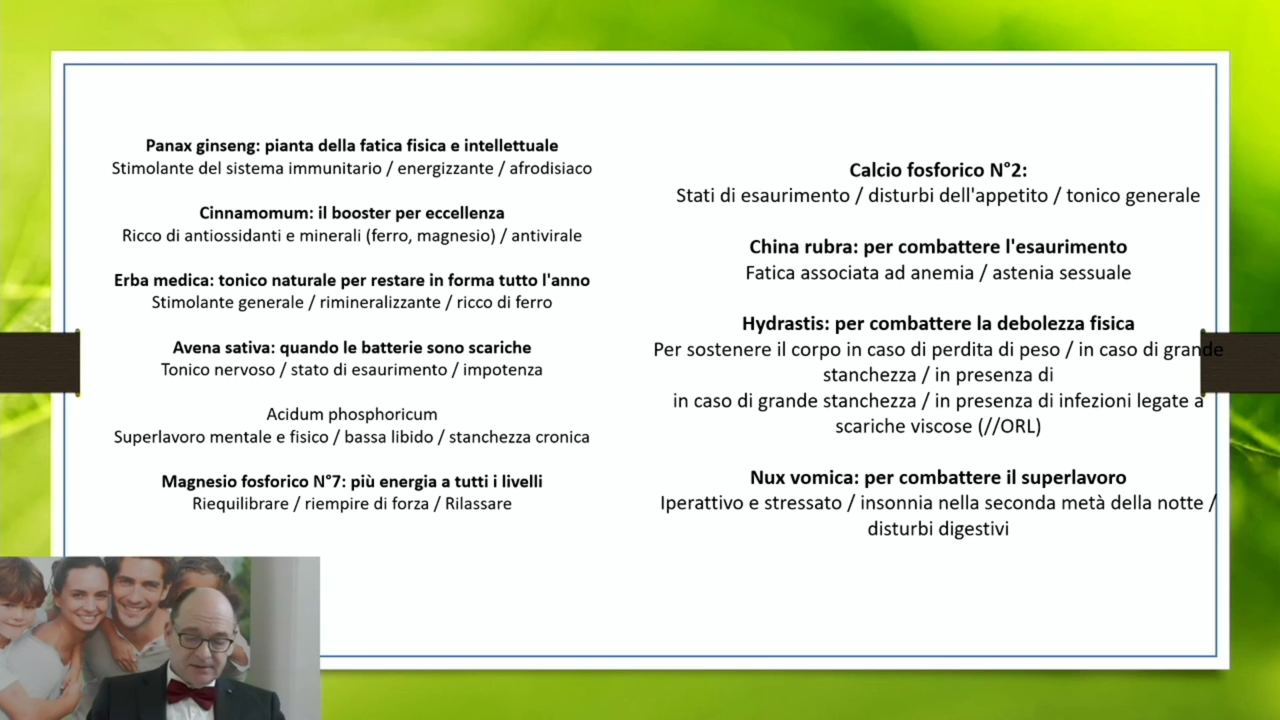 Panax ginseng: pianta della fatica fisica e intellettuale
Stimolante del sistema immunitario / energizzante / afrodisiaco
Cinnamomum: il booster per eccellenza
Ricco di antiossidanti e minerali (ferro, magnesio) / antivirale
Erba medica: tonico naturale per restare in forma tutto l'anno
Stimolante generale / rimineralizzante / ricco di ferro
Avena sativa: quando le batterie sono scariche
Tonico nervoso / stato di esaurimento / impotenza
Acidum phosphoricum
Superlavoro mentale e fisico / bassa libido / stanchezza cronica
Magnesio fosforico N°7: più energia a tutti i livelli
Riequilibrare / riempire di forza / Rilassare
Calcio fosforico N°2:
Stati di esaurimento / disturbi dell'appetito / tonico generale
China rubra: per combattere l'esaurimento
Fatica associata ad anemia / astenia sessuale
Hydrastis: per combattere la debolezza fisica
Per sostenere il corpo in caso di perdita di peso / in caso di grande
stanchezza / in presenza di
in caso di grande stanchezza / in presenza di infezioni legate a
scariche viscose (//ORL)
Nux vomica: per combattere il superlavoro
Iperattivo e stressato / insonnia nella seconda metà della notte /
disturbi digestivi